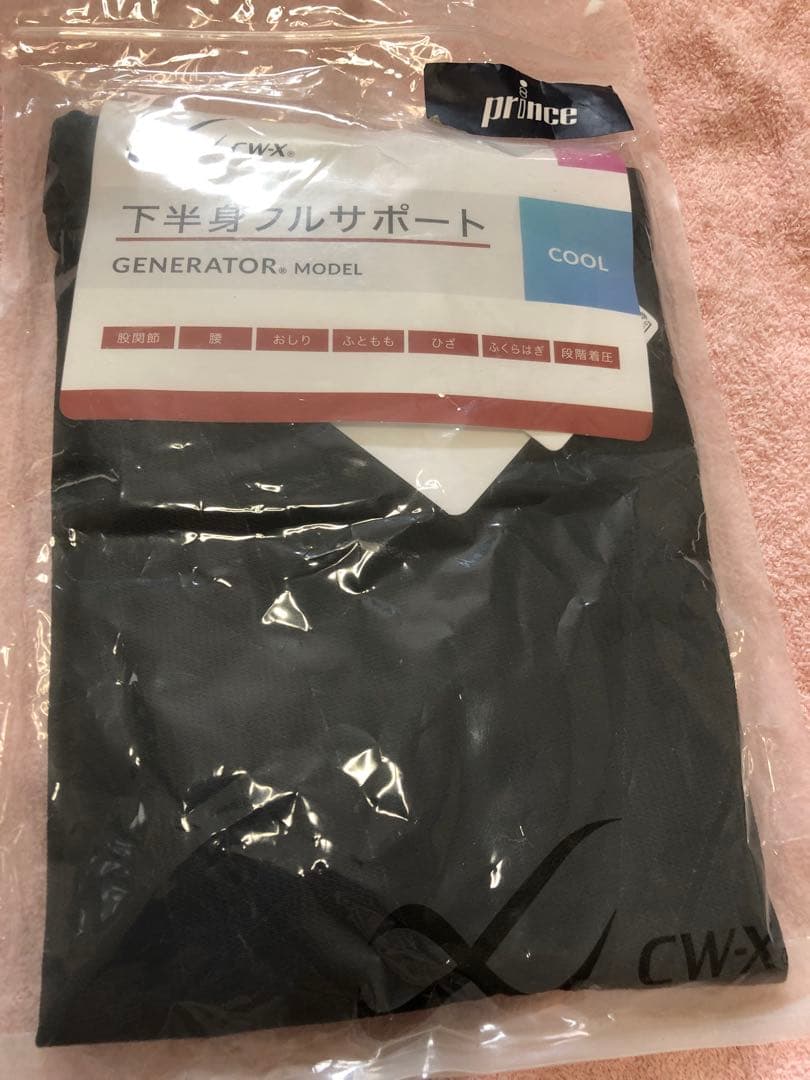 prince
CW-X®
下半身フルサポート
GENERATOR® MODEL
COOL
股関節 腰 おしり ふともも ひざ ふくらはぎ 段階着圧
CW-X